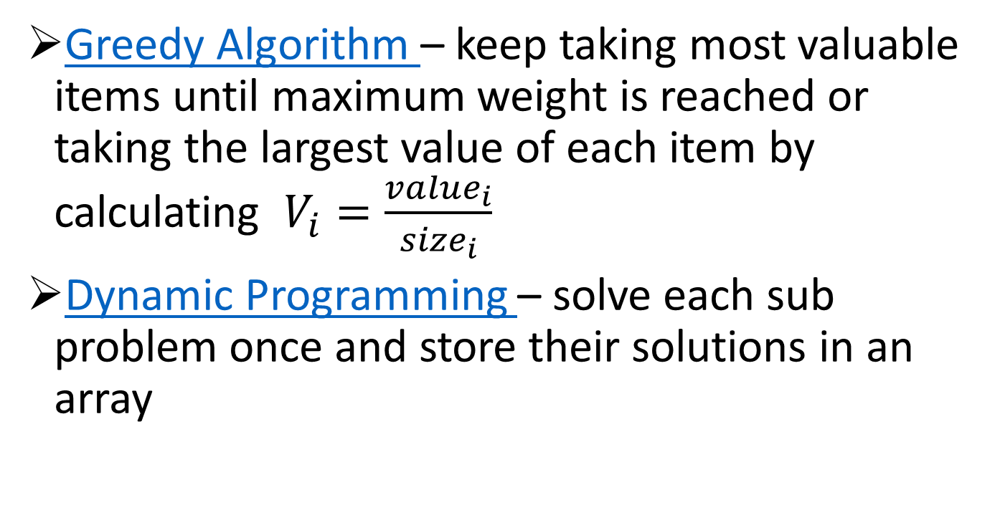 ➢Greedy Algorithm – keep taking most valuable
items until maximum weight is reached or
taking the largest value of each item by
calculating V_i = value_i / size_i
➢Dynamic Programming – solve each sub
problem once and store their solutions in an
array